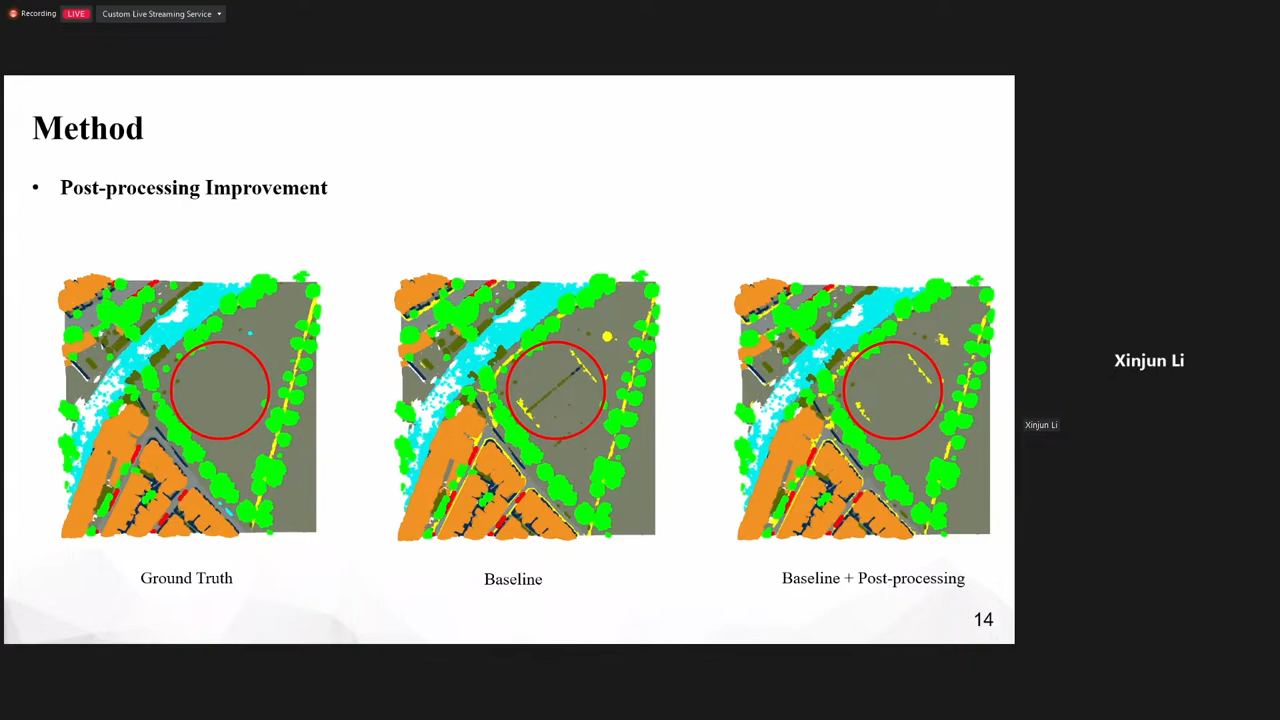 Recording
LIVE
Custom Live Streaming Service
Method
• Post-processing Improvement
Ground Truth
Baseline
Baseline + Post-processing
14
Xinjun Li
Xinjun Li